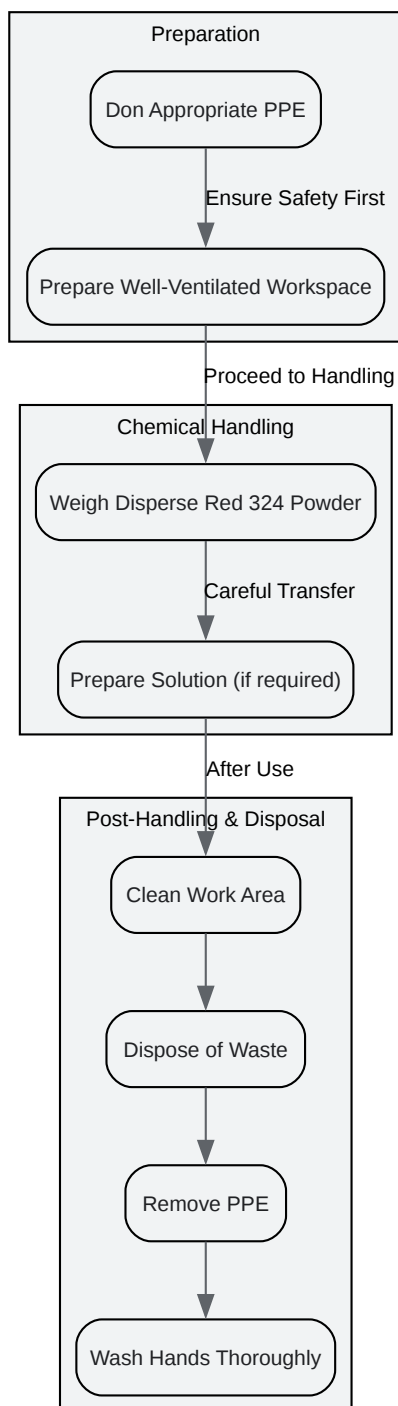 Preparation
Don Appropriate PPE
Ensure Safety First
Prepare Well-Ventilated Workspace
Proceed to Handling
Chemical Handling
Weigh Disperse Red 324 Powder
Careful Transfer
Prepare Solution (if required)
After Use
Post-Handling & Disposal
Clean Work Area
Dispose of Waste
Remove PPE
Wash Hands Thoroughly